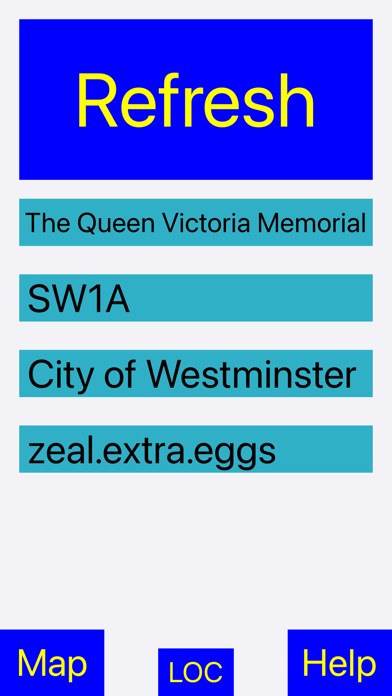 Refresh
The Queen Victoria Memorial
SW1A
City of Westminster
zeal.extra.eggs
Map
LOC
Help